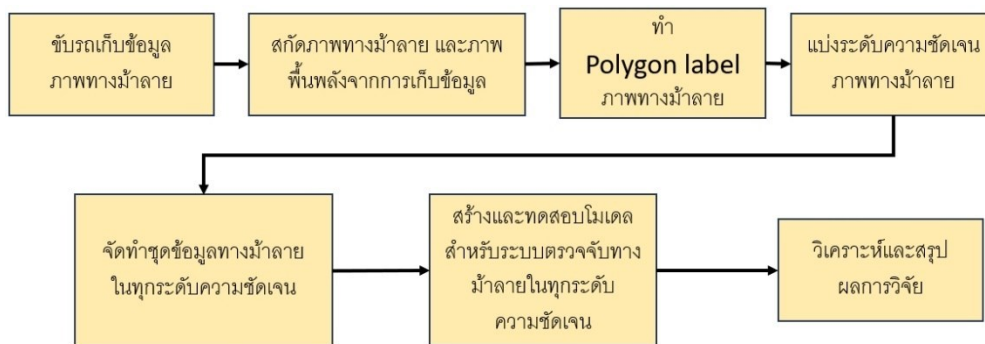 ขับรถเก็บข้อมูล
ภาพทางม้าลาย
สกัดภาพทางม้าลาย และภาพ
พื้นพลังจากการเก็บข้อมูล
ทำ
Polygon label
ภาพทางม้าลาย
แบ่งระดับความชัดเจน
ภาพทางม้าลาย
จัดทำชุดข้อมูลทางม้าลาย
ในทุกระดับความชัดเจน
สร้างและทดสอบโมเดล
สำหรับระบบตรวจจับทาง
ม้าลายในทุกระดับ
ความชัดเจน
วิเคราะห์และสรุป
ผลการวิจัย